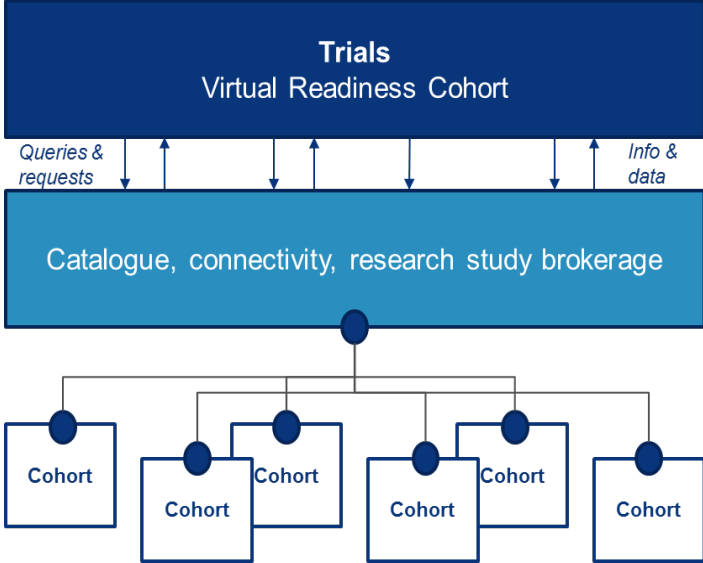 Trials
Virtual Readiness Cohort
Queries &
requests
Info &
data
Catalogue, connectivity, research study brokerage
Cohort
Cohort
Cohort
Cohort
Cohort
Cohort